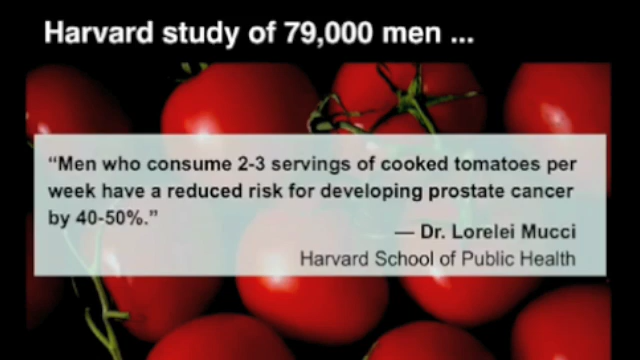 Harvard study of 79,000 men ...
“Men who consume 2-3 servings of cooked tomatoes per
week have a reduced risk for developing prostate cancer
by 40-50%.”
— Dr. Lorelei Mucci
Harvard School of Public Health